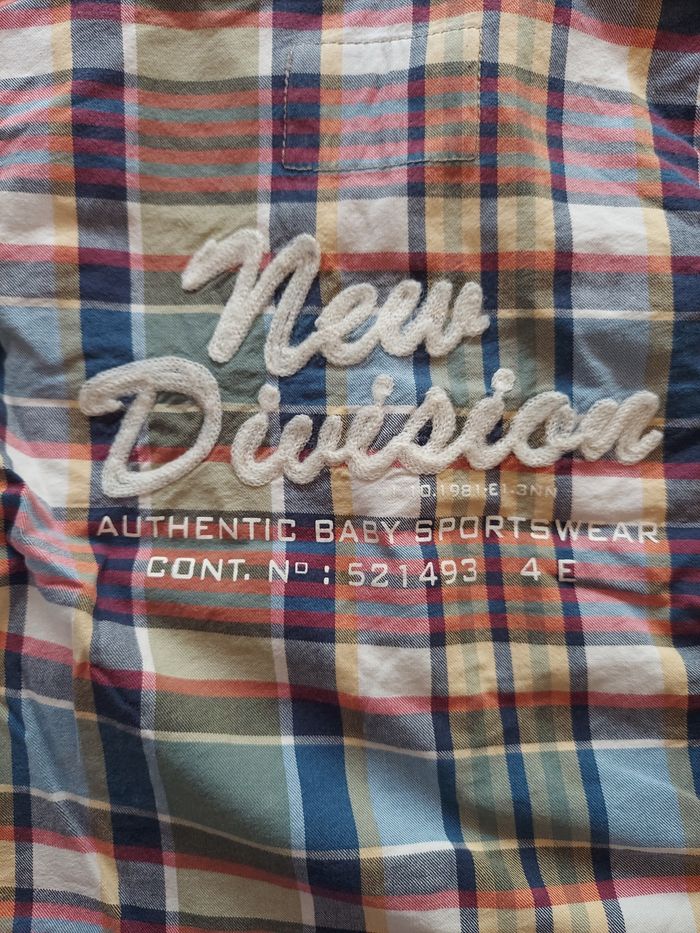 New
Division
AUTHENTIC BABY SPORTSWEAR
CONT. Nº : 521493 4 E